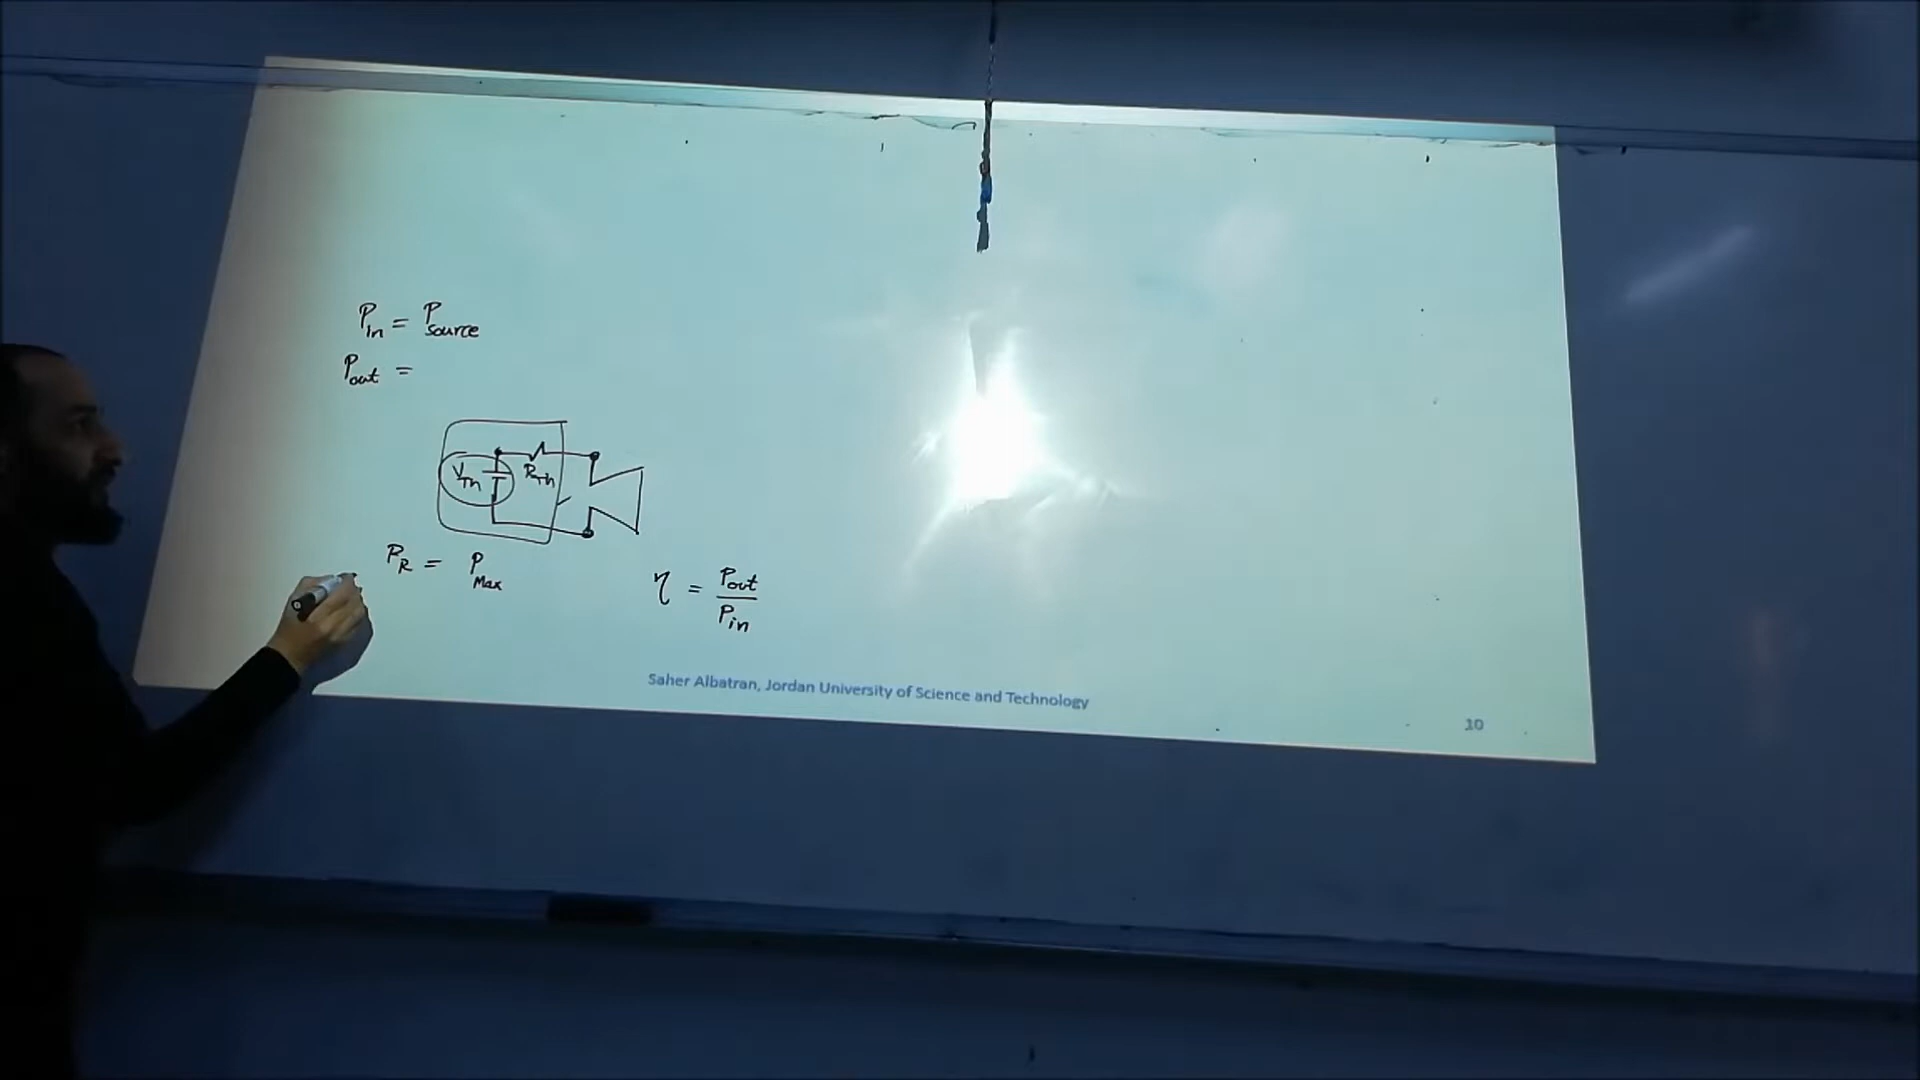 P_in = P_source
P_out =
V_Th R_Th
P_R = P_Max
η = P_out / P_in
Saher Albatran, Jordan University of Science and Technology
10